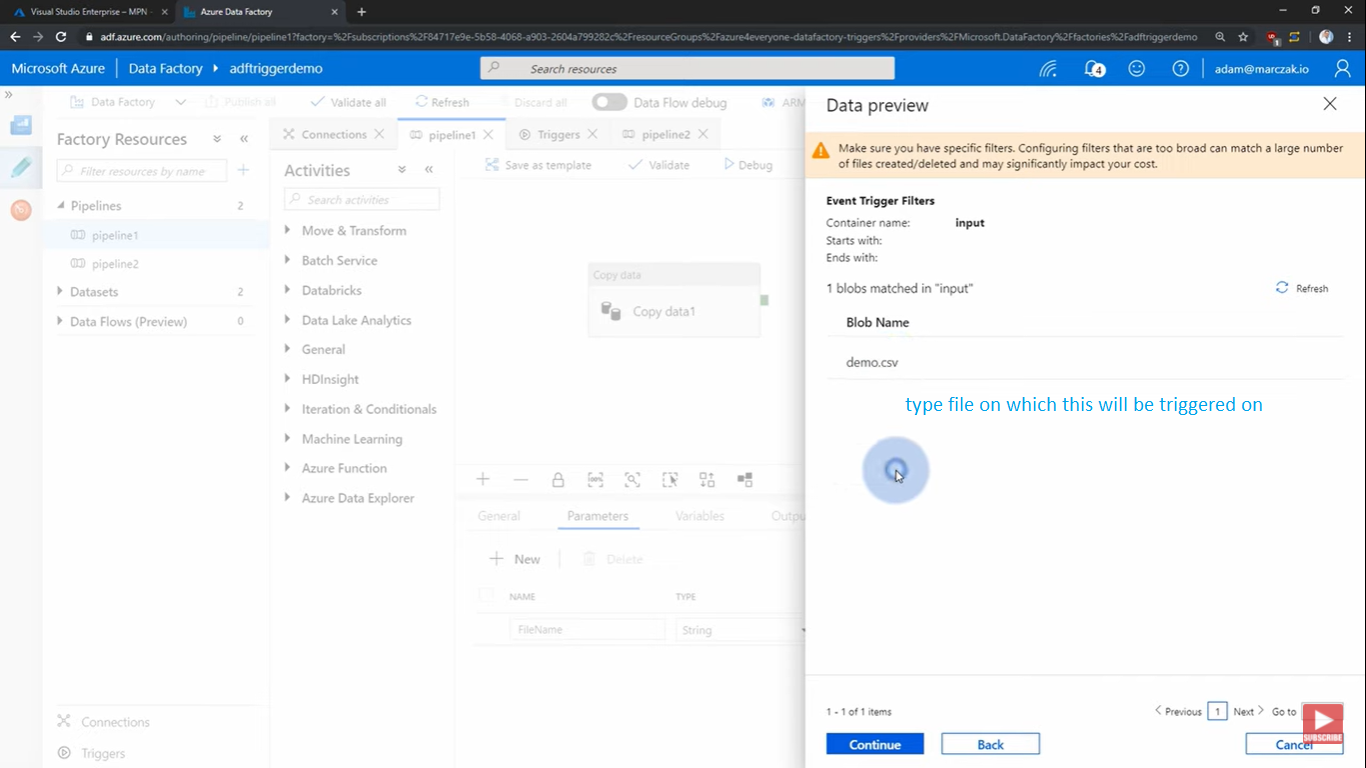 Visual Studio Enterprise – MPN -
Azure Data Factory
adf.azure.com/authoring/pipeline/pipeline1?factory=%2Fsubscriptions%2F84717e9e-5b58-4068-a903-2604a799282c%2FresourceGroups%2Fazure4everyone-datafactory-triggers%2Fproviders%2FMicrosoft.DataFactory%2Ffactories%2Fadftriggerdemo
1
Microsoft Azure
Data Factory
adftriggerdemo
Search resources
4
adam@marczak.io
Data Factory
Publish all
Validate all
Refresh
Discard all
Data Flow debug
ARM
Factory Resources
Filter resources by name
Pipelines 2
pipeline1
pipeline2
Datasets 2
Data Flows (Preview) 0
Connections
Triggers
Connections
pipeline1
Triggers
pipeline2
Activities
Search activities
Move & Transform
Batch Service
Databricks
Data Lake Analytics
General
HDInsight
Iteration & Conditionals
Machine Learning
Azure Function
Azure Data Explorer
Save as template
Validate
Debug
Copy data
Copy data1
100%
General
Parameters
Variables
Outpu
New
Delete
NAME TYPE
FileName String
Data preview
Make sure you have specific filters. Configuring filters that are too broad can match a large number
of files created/deleted and may significantly impact your cost.
Event Trigger Filters
Container name: input
Starts with:
Ends with:
1 blobs matched in "input"
Refresh
Blob Name
demo.csv
type file on which this will be triggered on
1 - 1 of 1 items
Previous 1 Next Go to
SUBSCRIBE
Continue
Back
Cancel